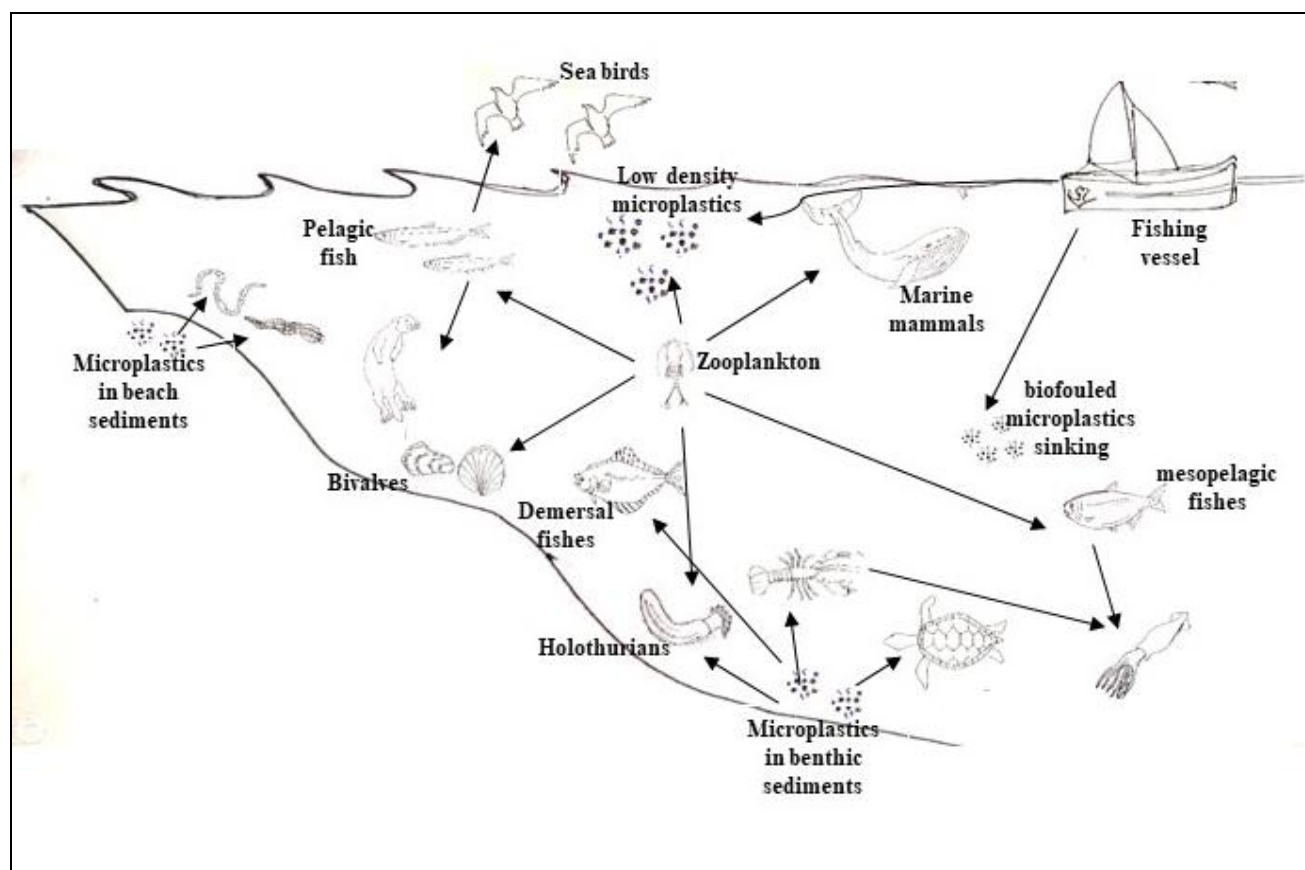 Sea birds
Low density
microplastics
Pelagic
fish
Fishing
vessel
Marine
mammals
Microplastics
in beach
sediments
Zooplankton
biofouled
microplastics
sinking
Bivalves
mesopelagic
fishes
Demersal
fishes
Holothurians
Microplastics
in benthic
sediments